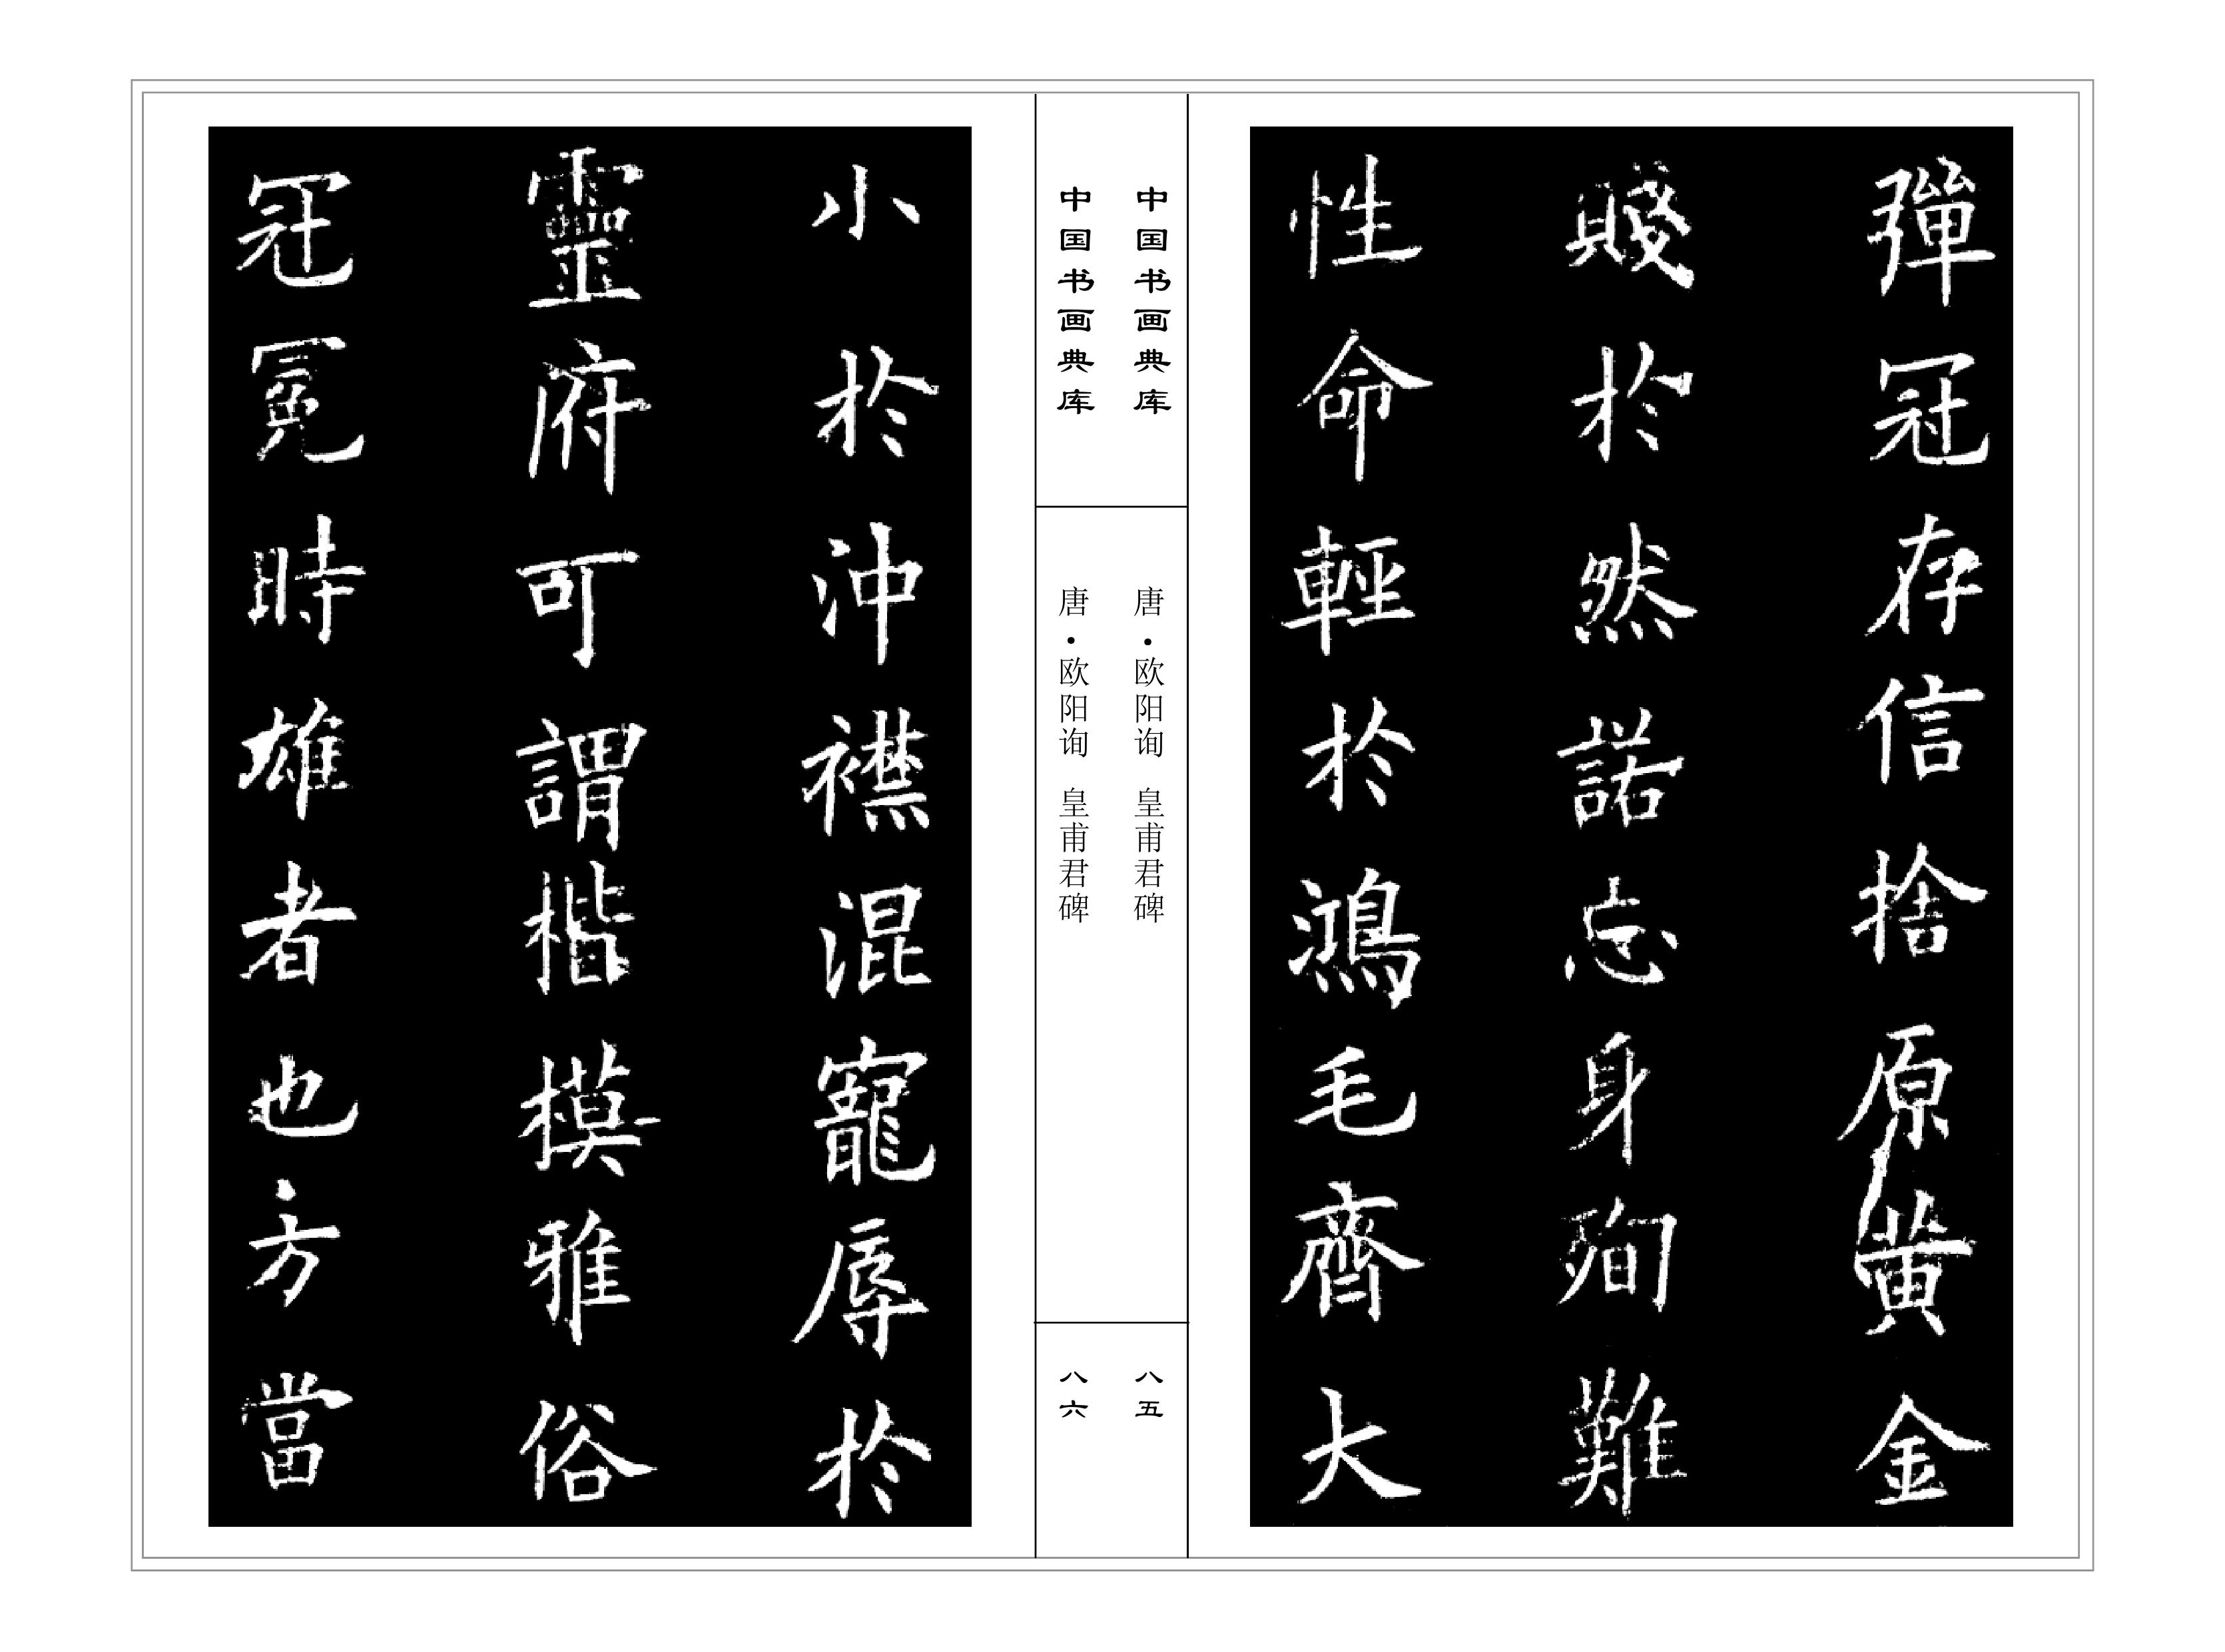 彈冠存信捨原黄金
賤於然諾忘身殉難
性命輕於鴻毛齊大
中国书画典库
唐·欧阳询 皇甫君碑
八五
中国书画典库
唐·欧阳询 皇甫君碑
八六
小於沖襟混寵辱於
靈府可謂楷模雅俗
冠冕時雄者也方當